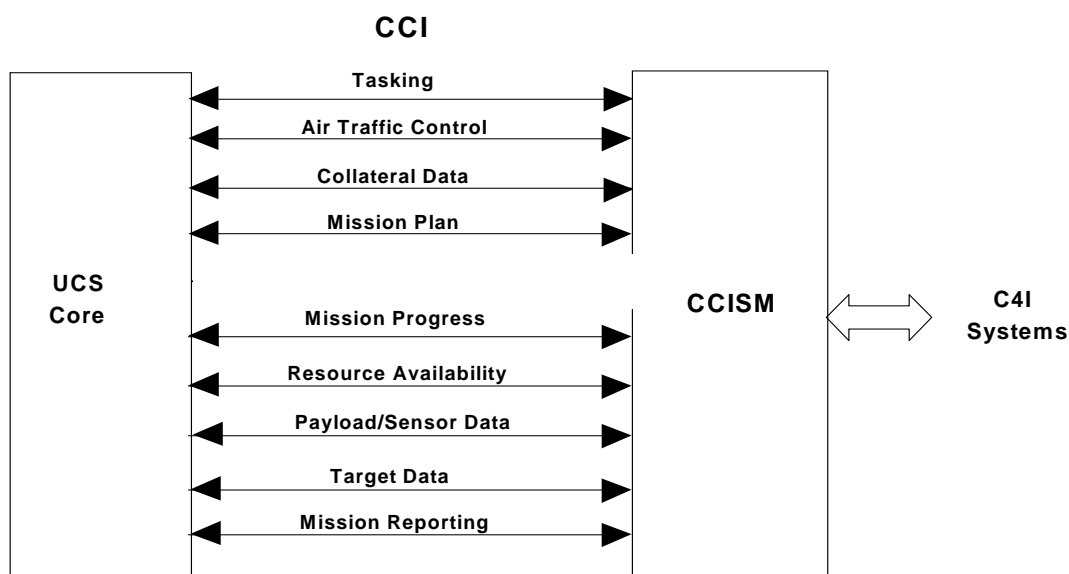 CCI
Tasking
Air Traffic Control
Collateral Data
Mission Plan
UCS
Core
Mission Progress
Resource Availability
Payload/Sensor Data
Target Data
Mission Reporting
CCISM
C4I
Systems